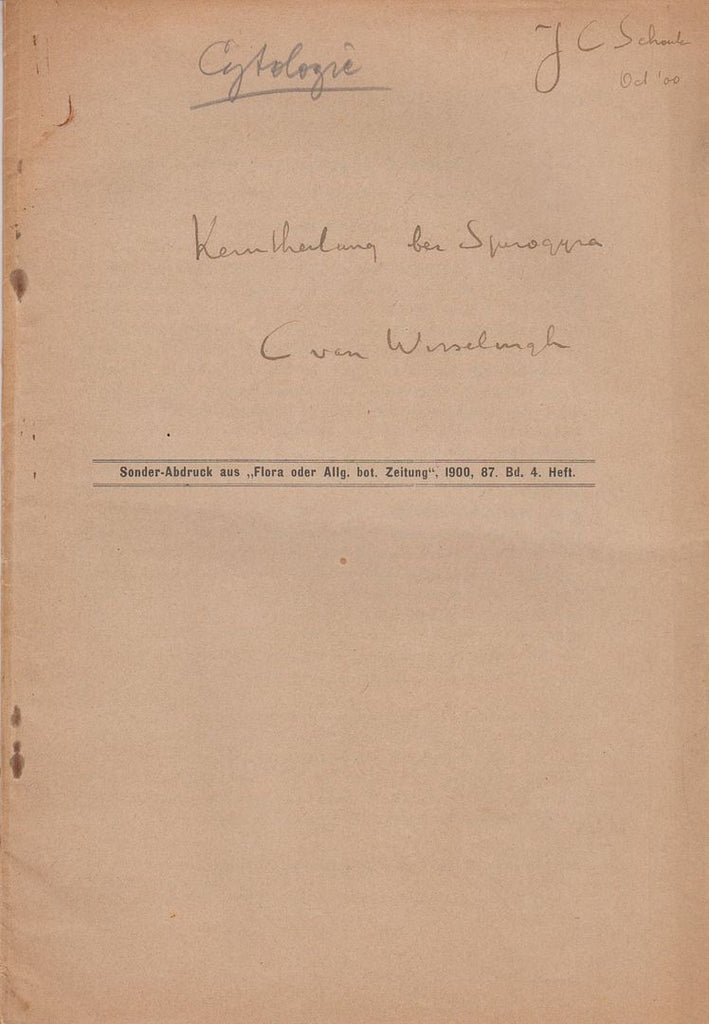 Cytologie
J C Schoute
Oct '00
Kerntheilung bei Spirogyra
C van Wisselingh
Sonder-Abdruck aus „Flora oder Allg. bot. Zeitung“, 1900, 87. Bd. 4. Heft.